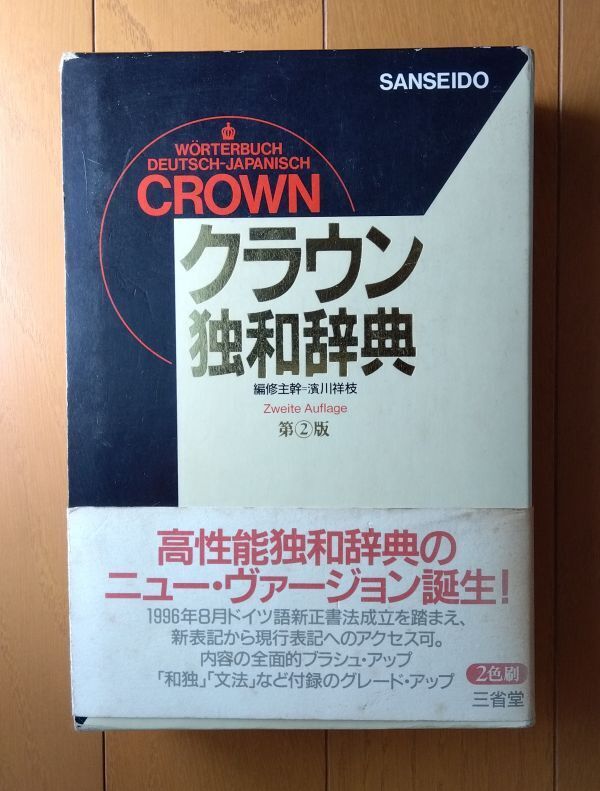 SANSEIDO
WÖRTERBUCH
DEUTSCH-JAPANISCH
CROWN
クラウン
独和辞典
編修主幹=濱川祥枝
Zweite Auflage
第②版
高性能独和辞典の
ニュー・ヴァージョン誕生!
1996年8月ドイツ語新正書法成立を踏まえ、
新表記から現行表記へのアクセス可。
内容の全面的ブラシュ・アップ
「和独」「文法」など付録のグレード・アップ
2色刷
三省堂